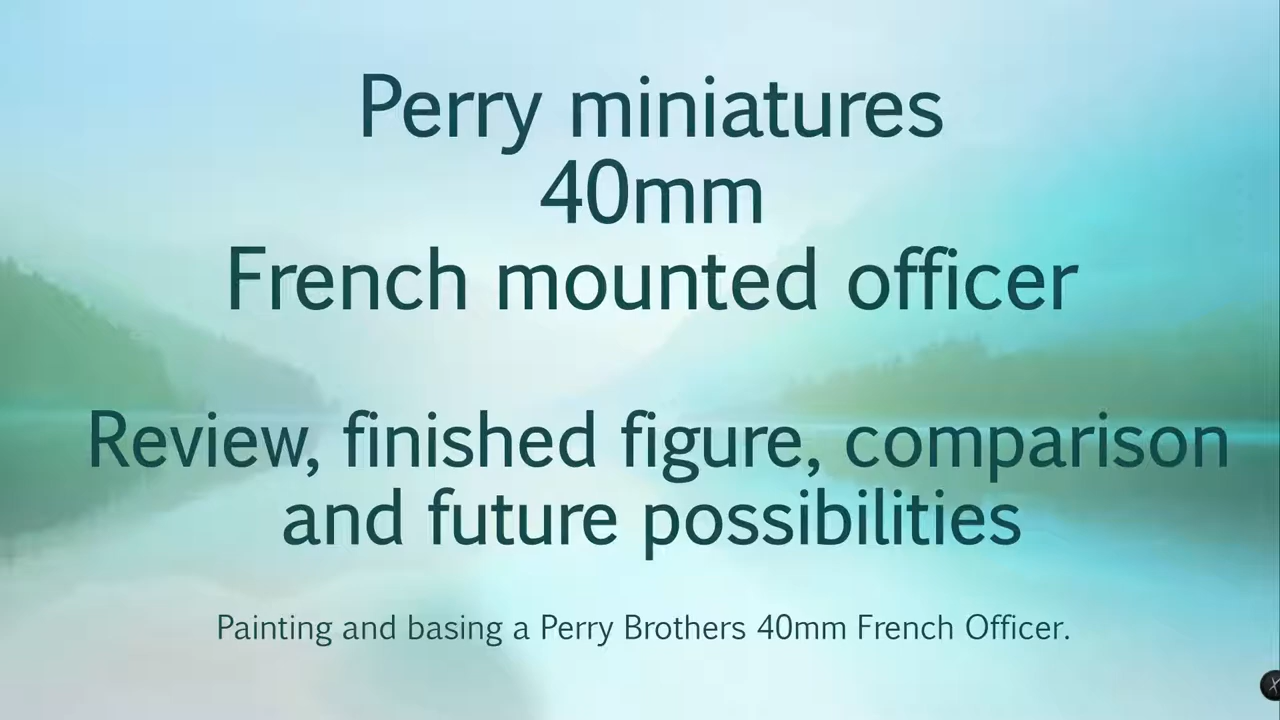 Perry miniatures
40mm
French mounted officer
Review, finished figure, comparison
and future possibilities
Painting and basing a Perry Brothers 40mm French Officer.